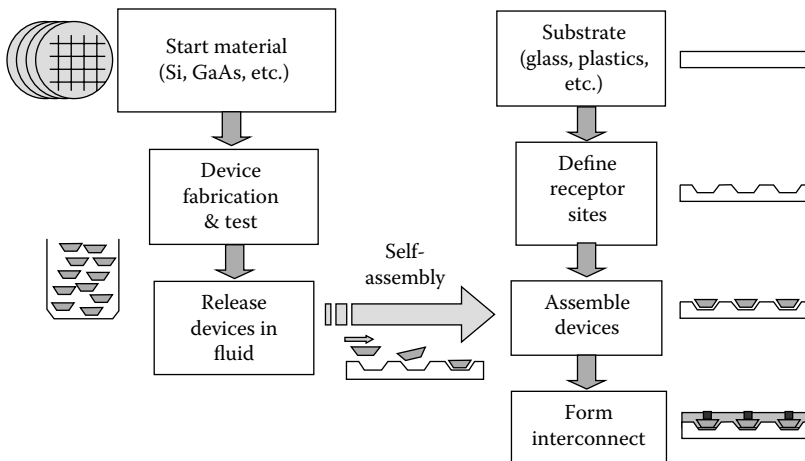 Start material
(Si, GaAs, etc.)
Device
fabrication
& test
Release
devices in
fluid
Self-
assembly
Substrate
(glass, plastics,
etc.)
Define
receptor
sites
Assemble
devices
Form
interconnect